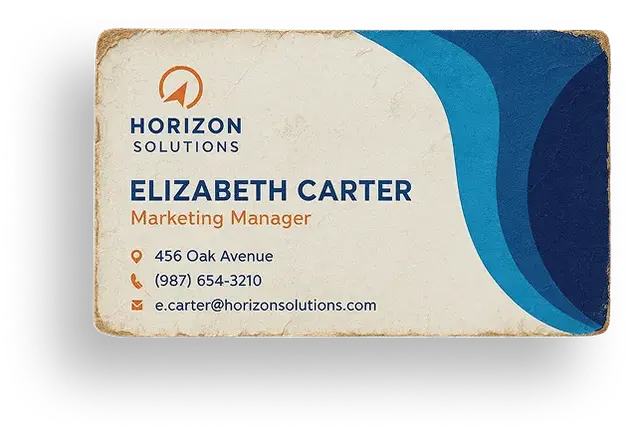 HORIZON
SOLUTIONS
ELIZABETH CARTER
Marketing Manager
456 Oak Avenue
(987) 654-3210
e.carter@horizonsolutions.com